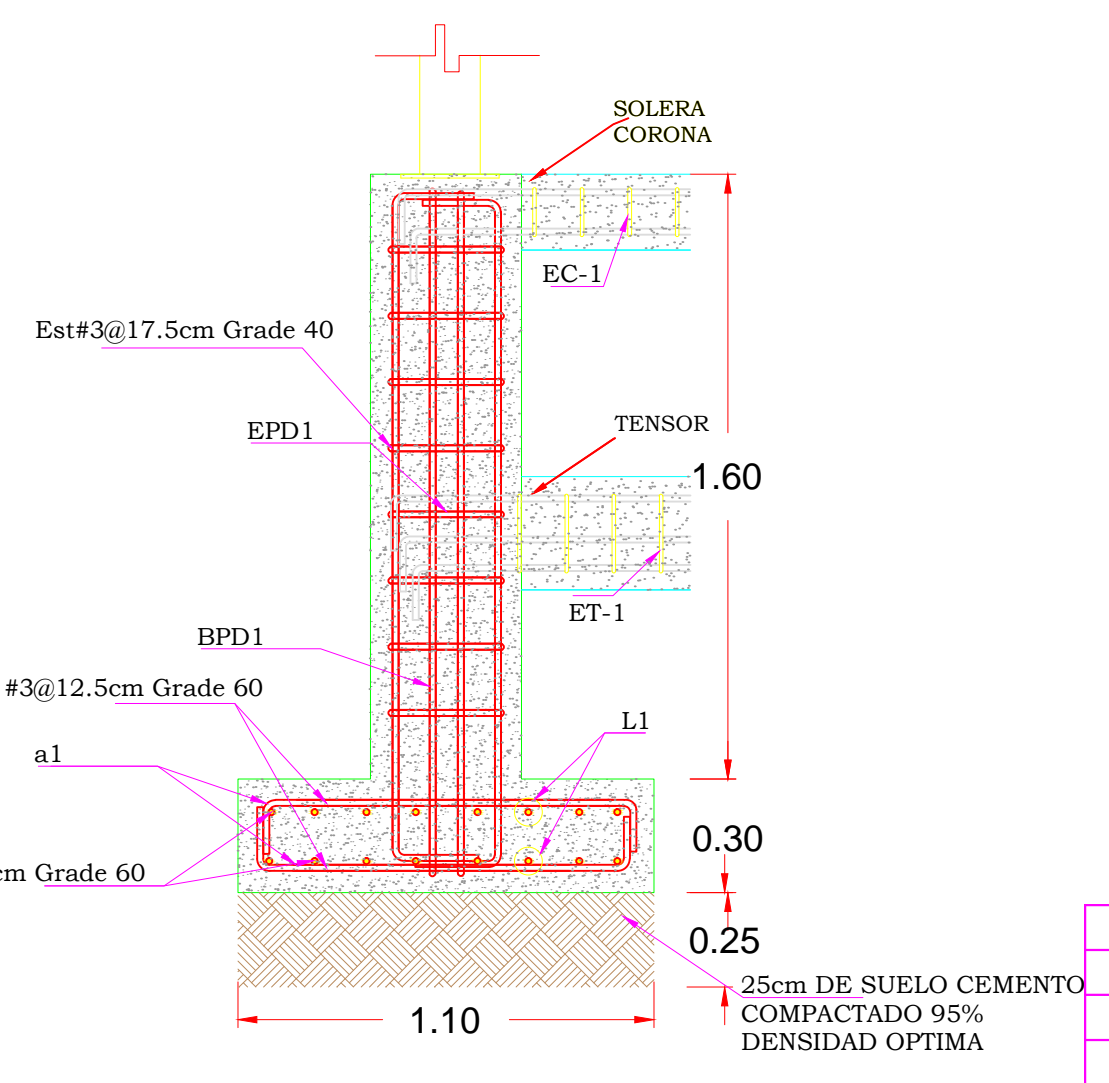 SOLERA
CORONA
EC-1
Est#3@17.5cm Grade 40
EPD1
TENSOR
1.60
ET-1
BPD1
#3@12.5cm Grade 60
L1
a1
0.30
cm Grade 60
0.25
25cm DE SUELO CEMENTO
COMPACTADO 95%
DENSIDAD OPTIMA
1.10